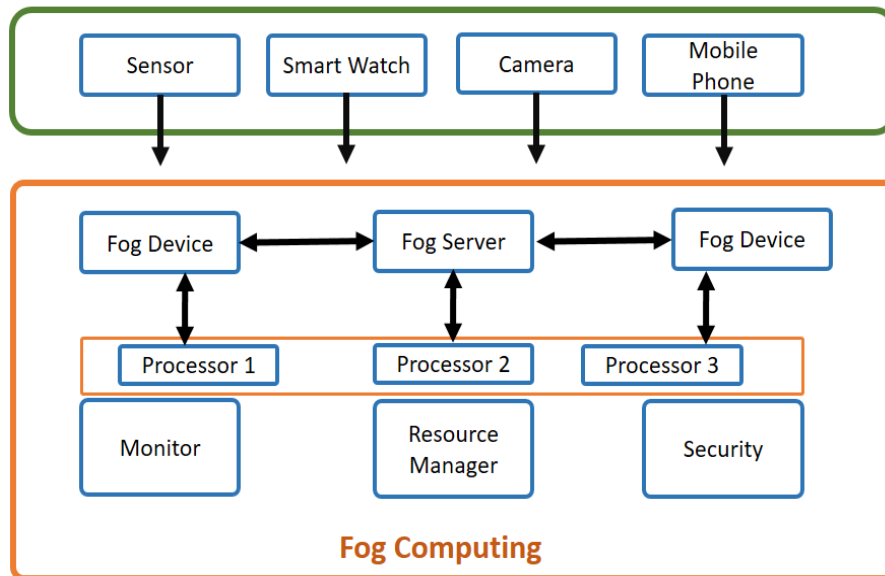 Sensor
Smart Watch
Camera
Mobile
Phone
Fog Device
Fog Server
Fog Device
Processor 1
Processor 2
Processor 3
Monitor
Resource
Manager
Security
Fog Computing